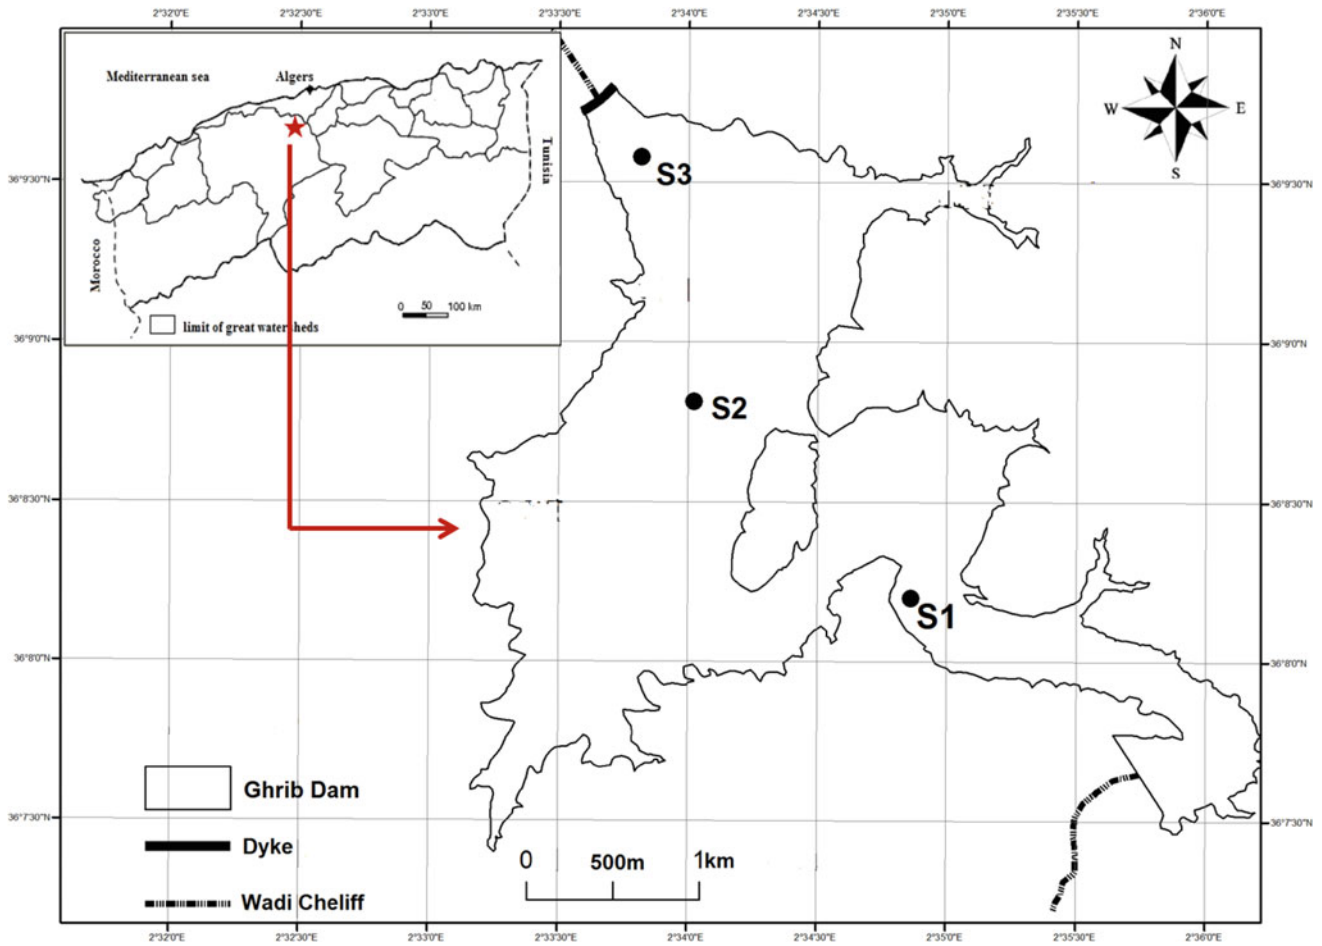 2°32'0"E 2°32'30"E 2°33'0"E 2°33'30"E 2°34'0"E 2°34'30"E 2°35'0"E 2°35'30"E 2°36'0"E
Mediterranean sea
Algers
Tunisia
Morocco
0 50 100 km
limit of great watersheds
N
W
E
S
S3
36°9'30"N
36°9'30"N
36°9'0"N
36°9'0"N
S2
36°8'30"N
36°8'30"N
S1
36°8'0"N
36°8'0"N
36°7'30"N
36°7'30"N
Ghrib Dam
Dyke
Wadi Cheliff
0 500m 1km
2°32'0"E 2°32'30"E 2°33'0"E 2°33'30"E 2°34'0"E 2°34'30"E 2°35'0"E 2°35'30"E 2°36'0"E